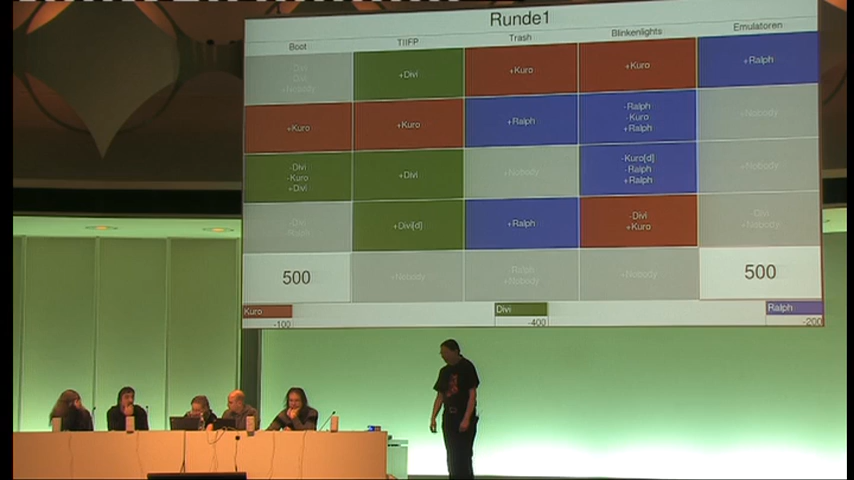 Runde1
Boot TIIFP Trash Blinkenlights Emulatoren
-Divi
-Divi
+Nobody
+Divi
+Kuro
+Kuro
+Ralph
+Kuro
+Kuro
+Ralph
-Ralph
-Kuro
+Ralph
+Nobody
-Divi
-Kuro
+Divi
+Divi
+Nobody
-Kuro[d]
-Ralph
+Ralph
+Nobody
-Divi
+Divi[d]
+Ralph
-Divi
+Kuro
-Divi
+Nobody
500
+Nobody
-Ralph
+Nobody
+Nobody
500
Kuro Divi Ralph
-100 -400 -200